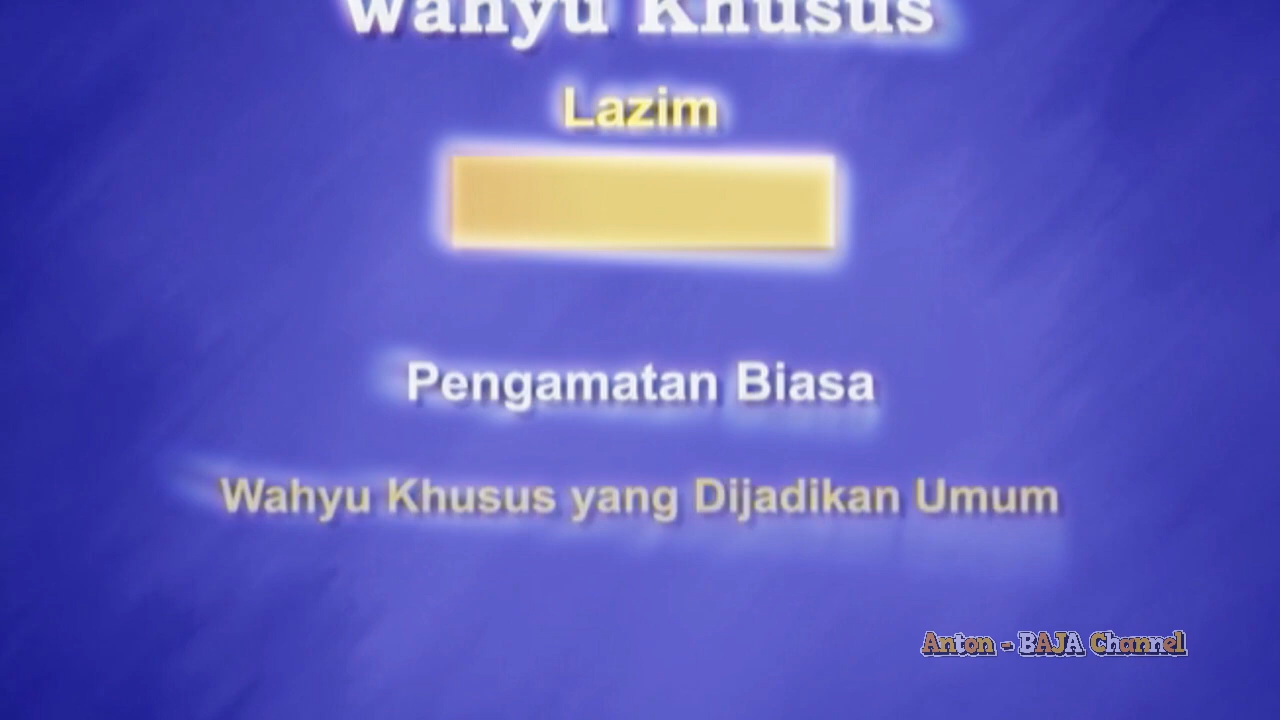 Wahyu Khusus
Lazim
Pengamatan Biasa
Wahyu Khusus yang Dijadikan Umum
Anton - BAJA Channel